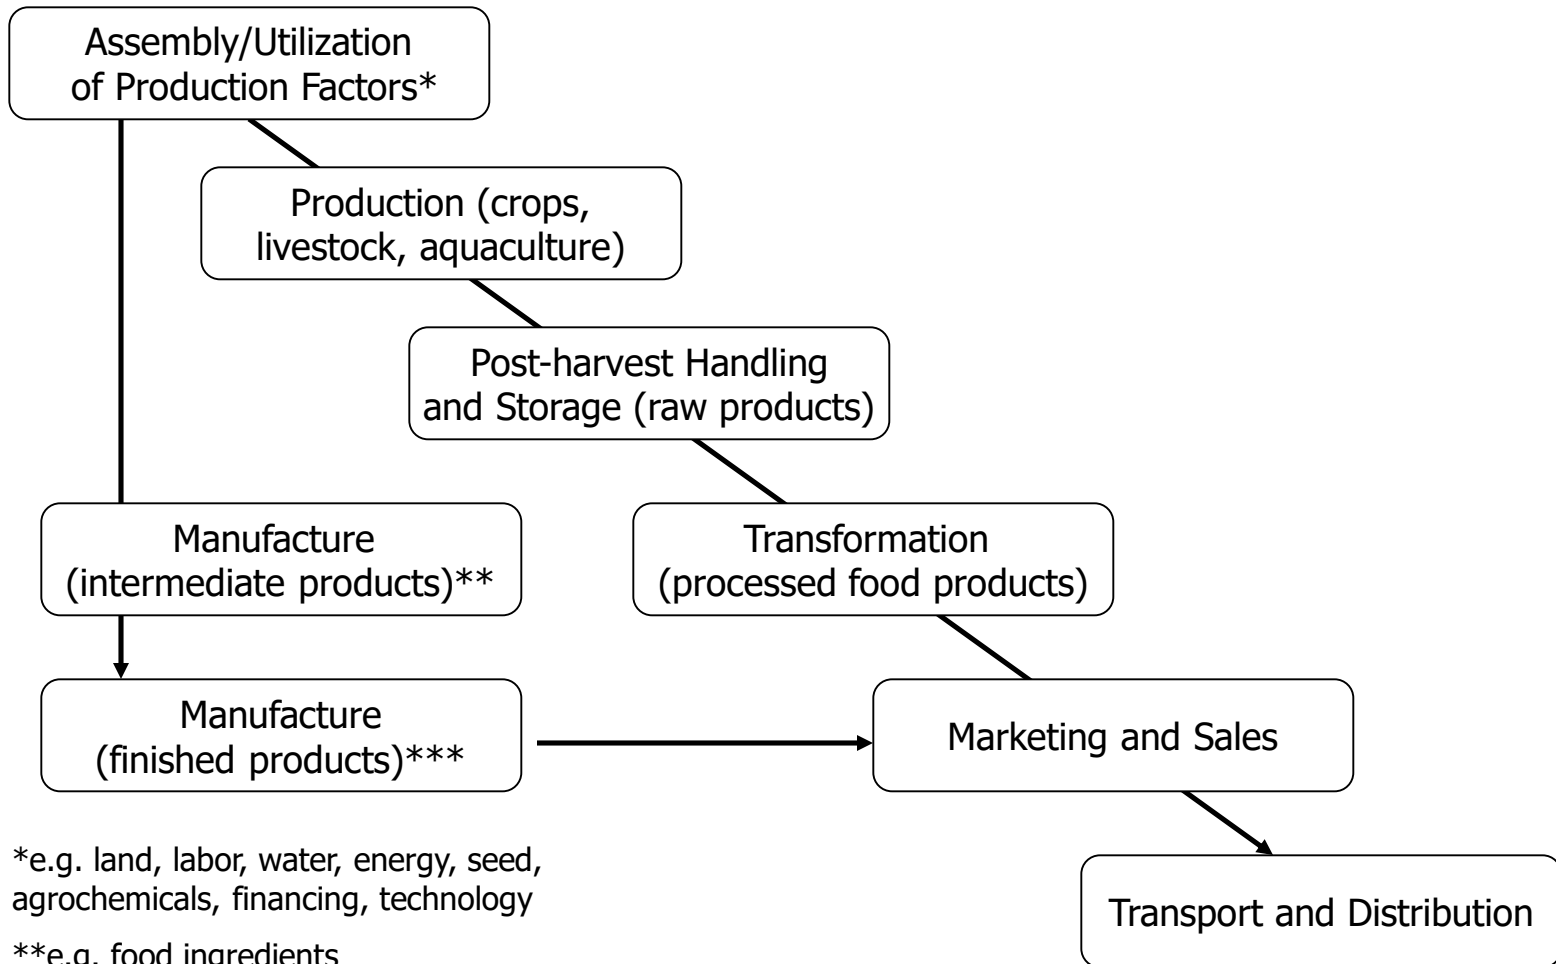 Assembly/Utilization
of Production Factors*
Production (crops,
livestock, aquaculture)
Post-harvest Handling
and Storage (raw products)
Manufacture
(intermediate products)**
Transformation
(processed food products)
Manufacture
(finished products)***
Marketing and Sales
*e.g. land, labor, water, energy, seed,
agrochemicals, financing, technology
Transport and Distribution
**e.g. food ingredients